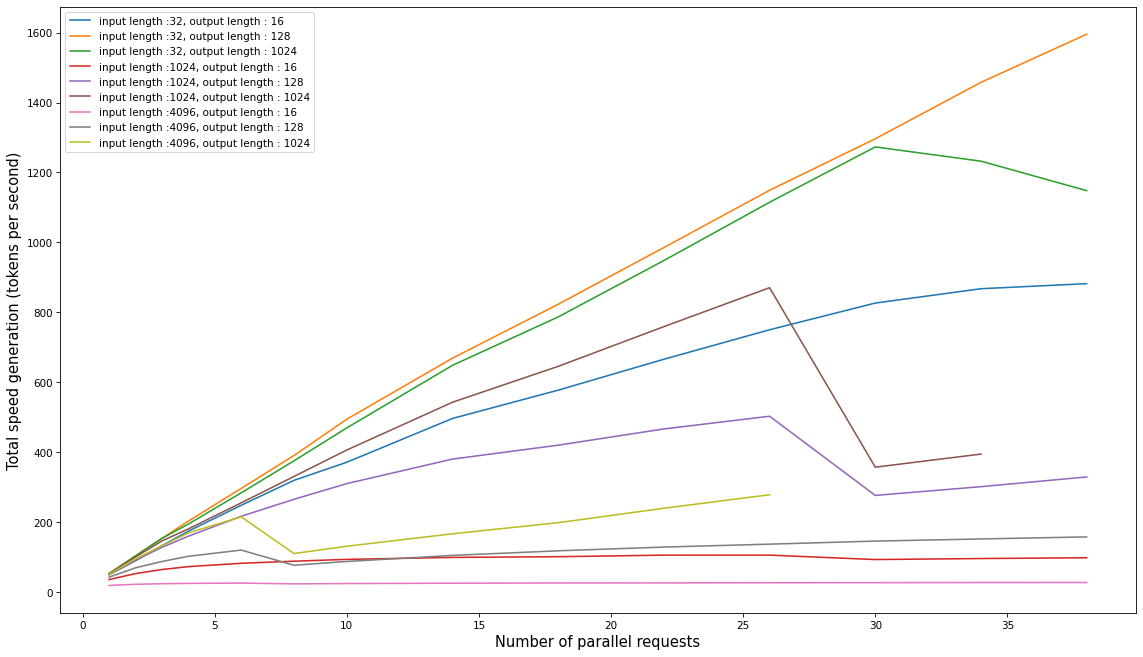 input length :32, output length : 16
input length :32, output length : 128
input length :32, output length : 1024
input length :1024, output length : 16
input length :1024, output length : 128
input length :1024, output length : 1024
input length :4096, output length : 16
input length :4096, output length : 128
input length :4096, output length : 1024
Total speed generation (tokens per second)
1600
1400
1200
1000
800
600
400
200
0
0 5 10 15 20 25 30 35
Number of parallel requests